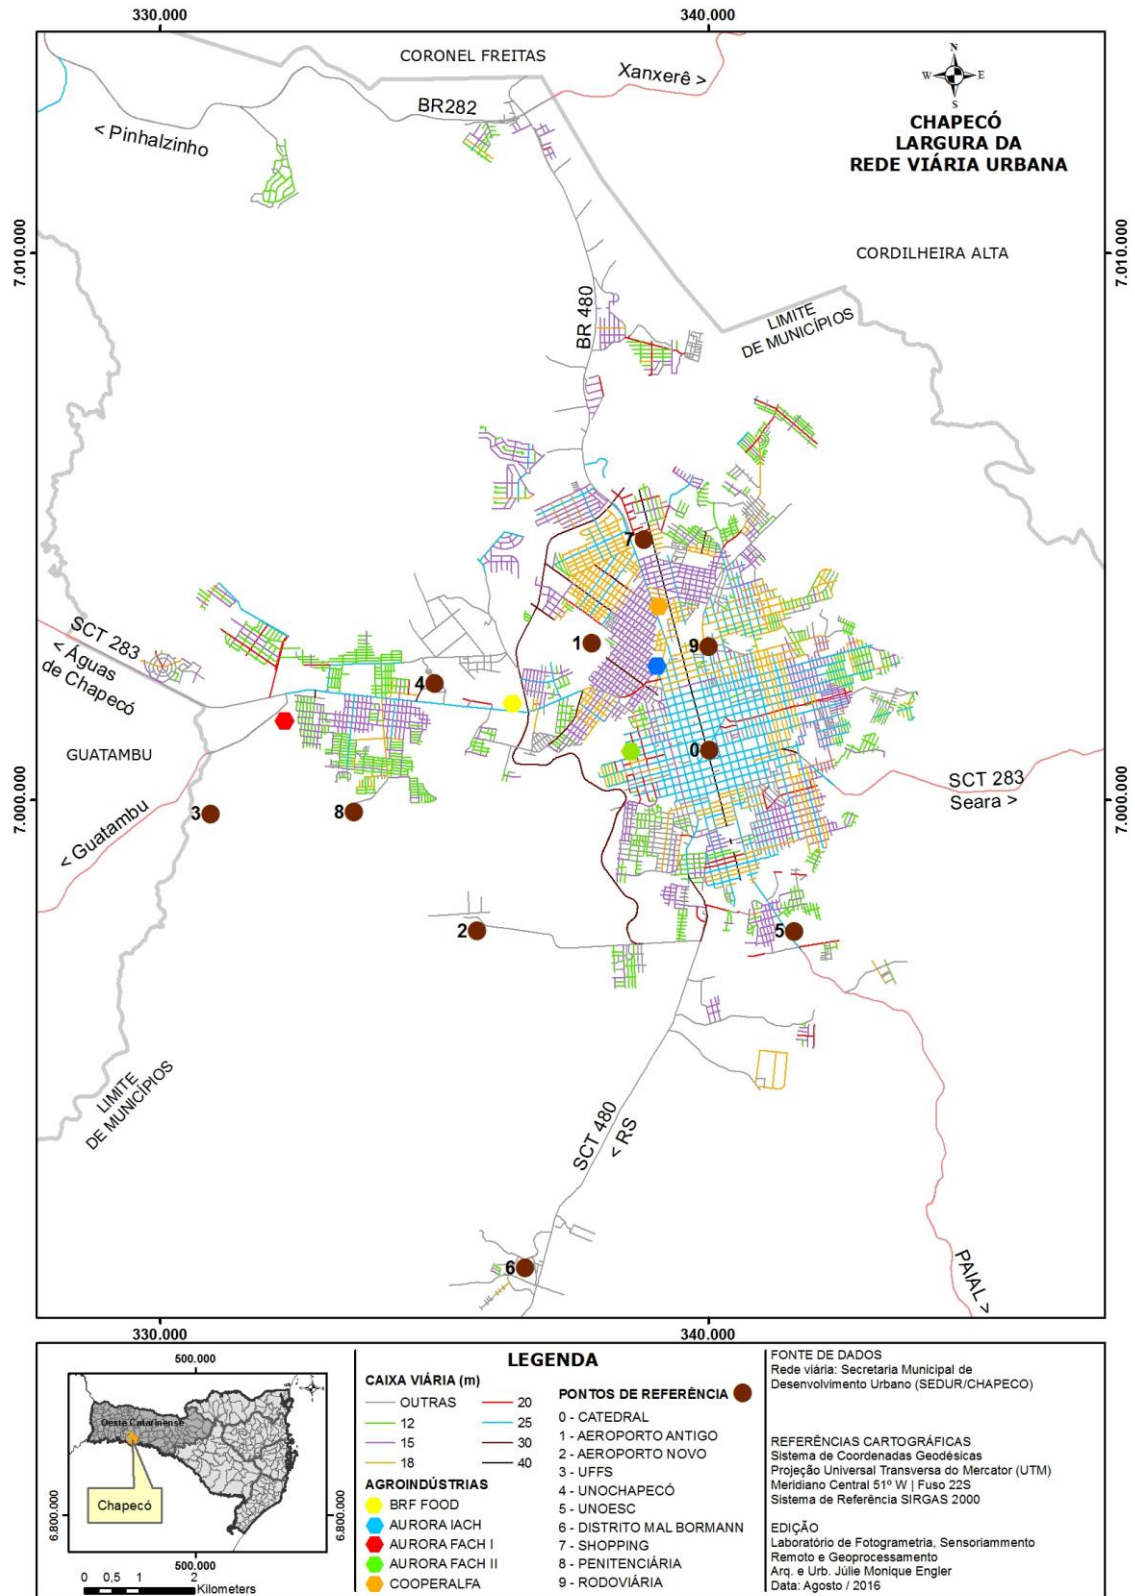 330.000
340.000
CORONEL FREITAS
Xanxerê >
N
W
E
S
BR282
< Pinhalzinho
CHAPECÓ
LARGURA DA
REDE VIÁRIA URBANA
7.010.000
7.010.000
CORDILHEIRA ALTA
BR 480
LIMITE
DE MUNICÍPIOS
7
SCT 283
< Águas
de Chapecó
1
9
4
GUATAMBU
0
SCT 283
Seara >
7.000.000
7.000.000
3
8
< Guatambu
2
5
LIMITE
DE MUNICÍPIOS
SCT 480
< RS
6
PAIAL >
330.000
340.000
500.000
Oeste Catarinense
Chapecó
6.800.000
6.800.000
500.000
0 0,5 1 2
Kilometers
LEGENDA
CAIXA VIÁRIA (m)
OUTRAS
12
15
18
20
25
30
40
AGROINDÚSTRIAS
BRF FOOD
AURORA IACH
AURORA FACH I
AURORA FACH II
COOPERALFA
PONTOS DE REFERÊNCIA
0 - CATEDRAL
1 - AEROPORTO ANTIGO
2 - AEROPORTO NOVO
3 - UFFS
4 - UNOCHAPECÓ
5 - UNOESC
6 - DISTRITO MAL BORMANN
7 - SHOPPING
8 - PENITENCIÁRIA
9 - RODOVIÁRIA
FONTE DE DADOS
Rede viária: Secretaria Municipal de
Desenvolvimento Urbano (SEDUR/CHAPECO)
REFERÊNCIAS CARTOGRÁFICAS
Sistema de Coordenadas Geodésicas
Projeção Universal Transversa do Mercator (UTM)
Meridiano Central 51º W | Fuso 22S
Sistema de Referência SIRGAS 2000
EDIÇÃO
Laboratório de Fotogrametria, Sensoriammento
Remoto e Geoprocessamento
Arq. e Urb. Júlie Monique Engler
Data: Agosto / 2016